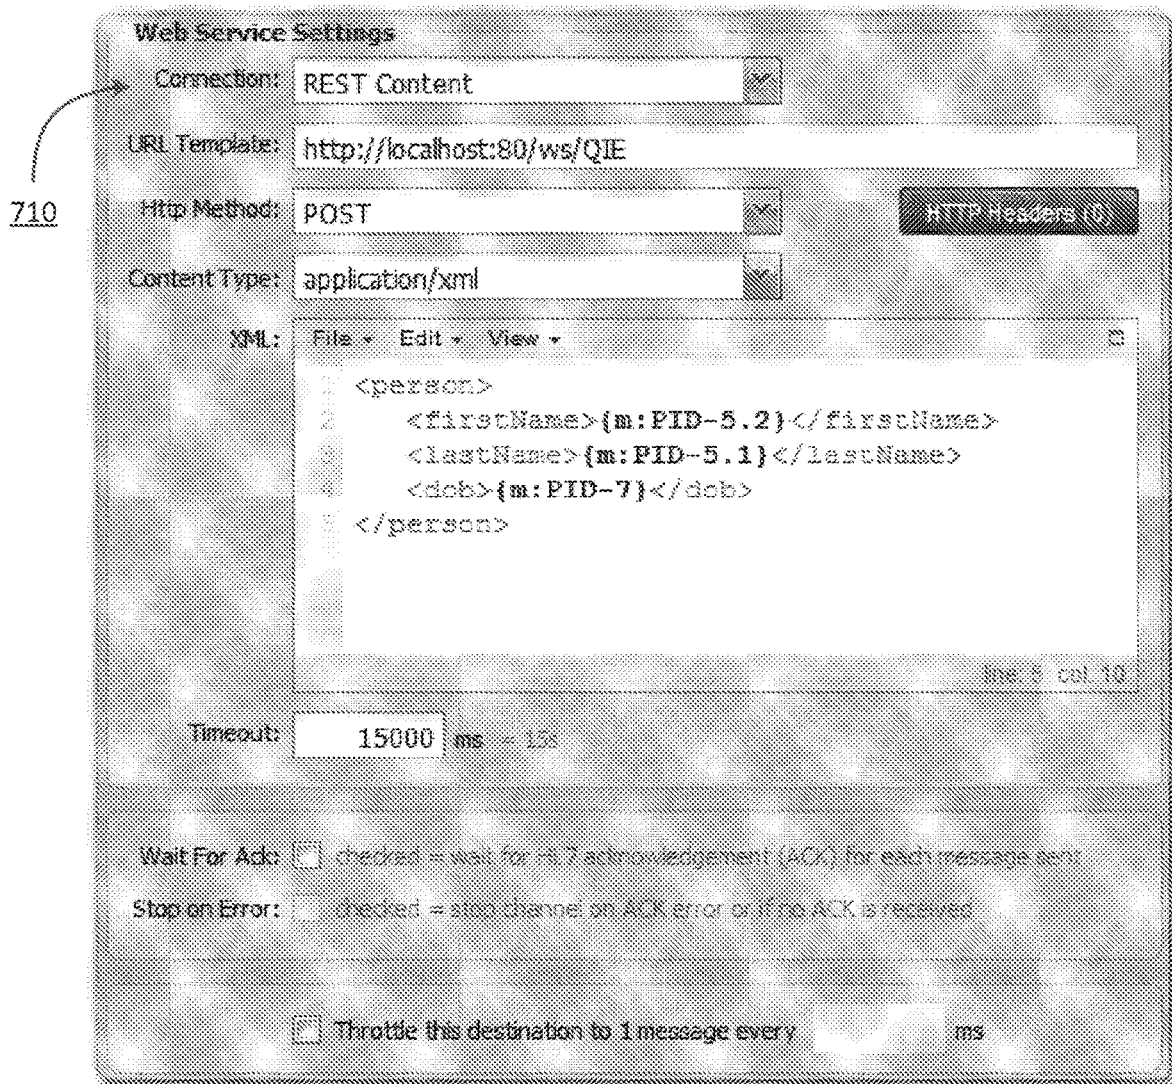 Web Service Settings
Connection: REST Content
URL Template: http://localhost:80/ws/QIE
710
Http Method: POST HTTP Headers (0)
Content Type: application/xml
XML: File Edit View
1 <person>
2 <firstName>{m:PID-5.2}</firstName>
3 <lastName>{m:PID-5.1}</lastName>
4 <dob>{m:PID-7}</dob>
5 </person>
line: 5 col: 10
Timeout: 15000 ms = 15s
Wait For Ack: checked = wait for HL7 acknowledgement (ACK) for each message sent
Stop on Error: checked = stop channel on ACK error or if no ACK is received
Throttle this destination to 1 message every ms